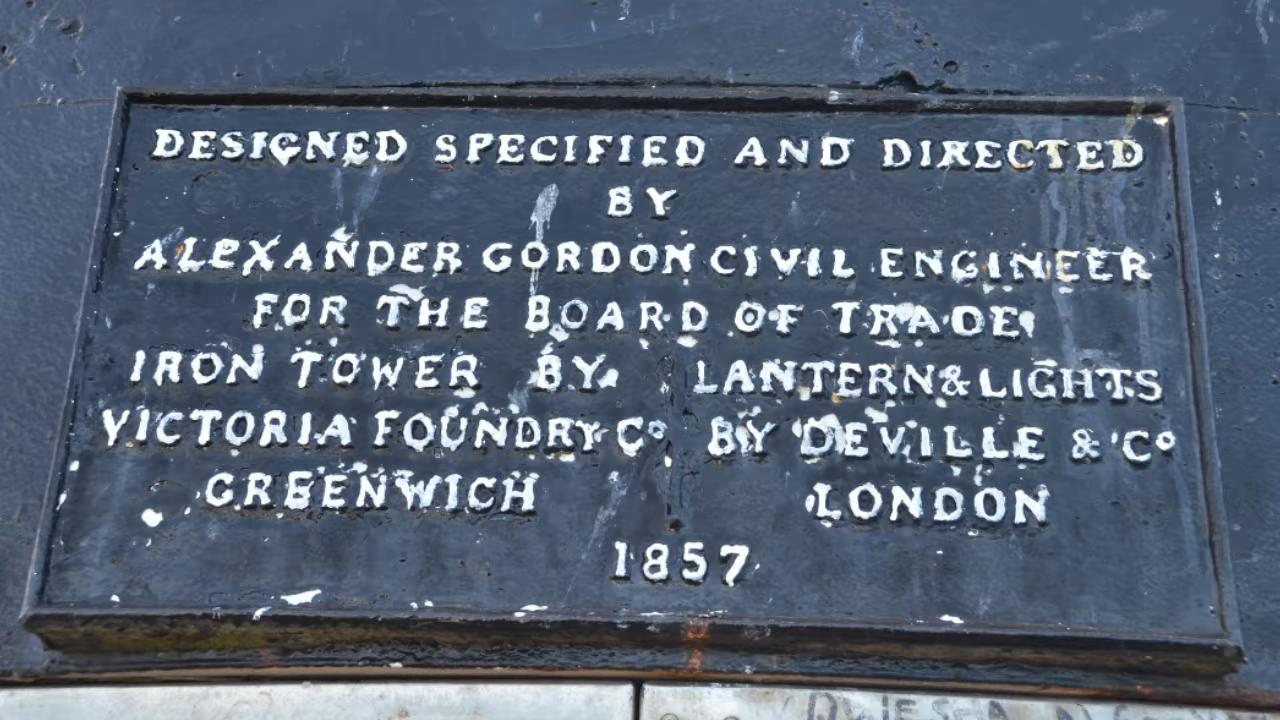 DESIGNED SPECIFIED AND DIRECTED
BY
ALEXANDER GORDON CIVIL ENGINEER
FOR THE BOARD OF TRADE
IRON TOWER BY LANTERN & LIGHTS
VICTORIA FOUNDRY Co BY DEVILLE & Co
GREENWICH LONDON
1857